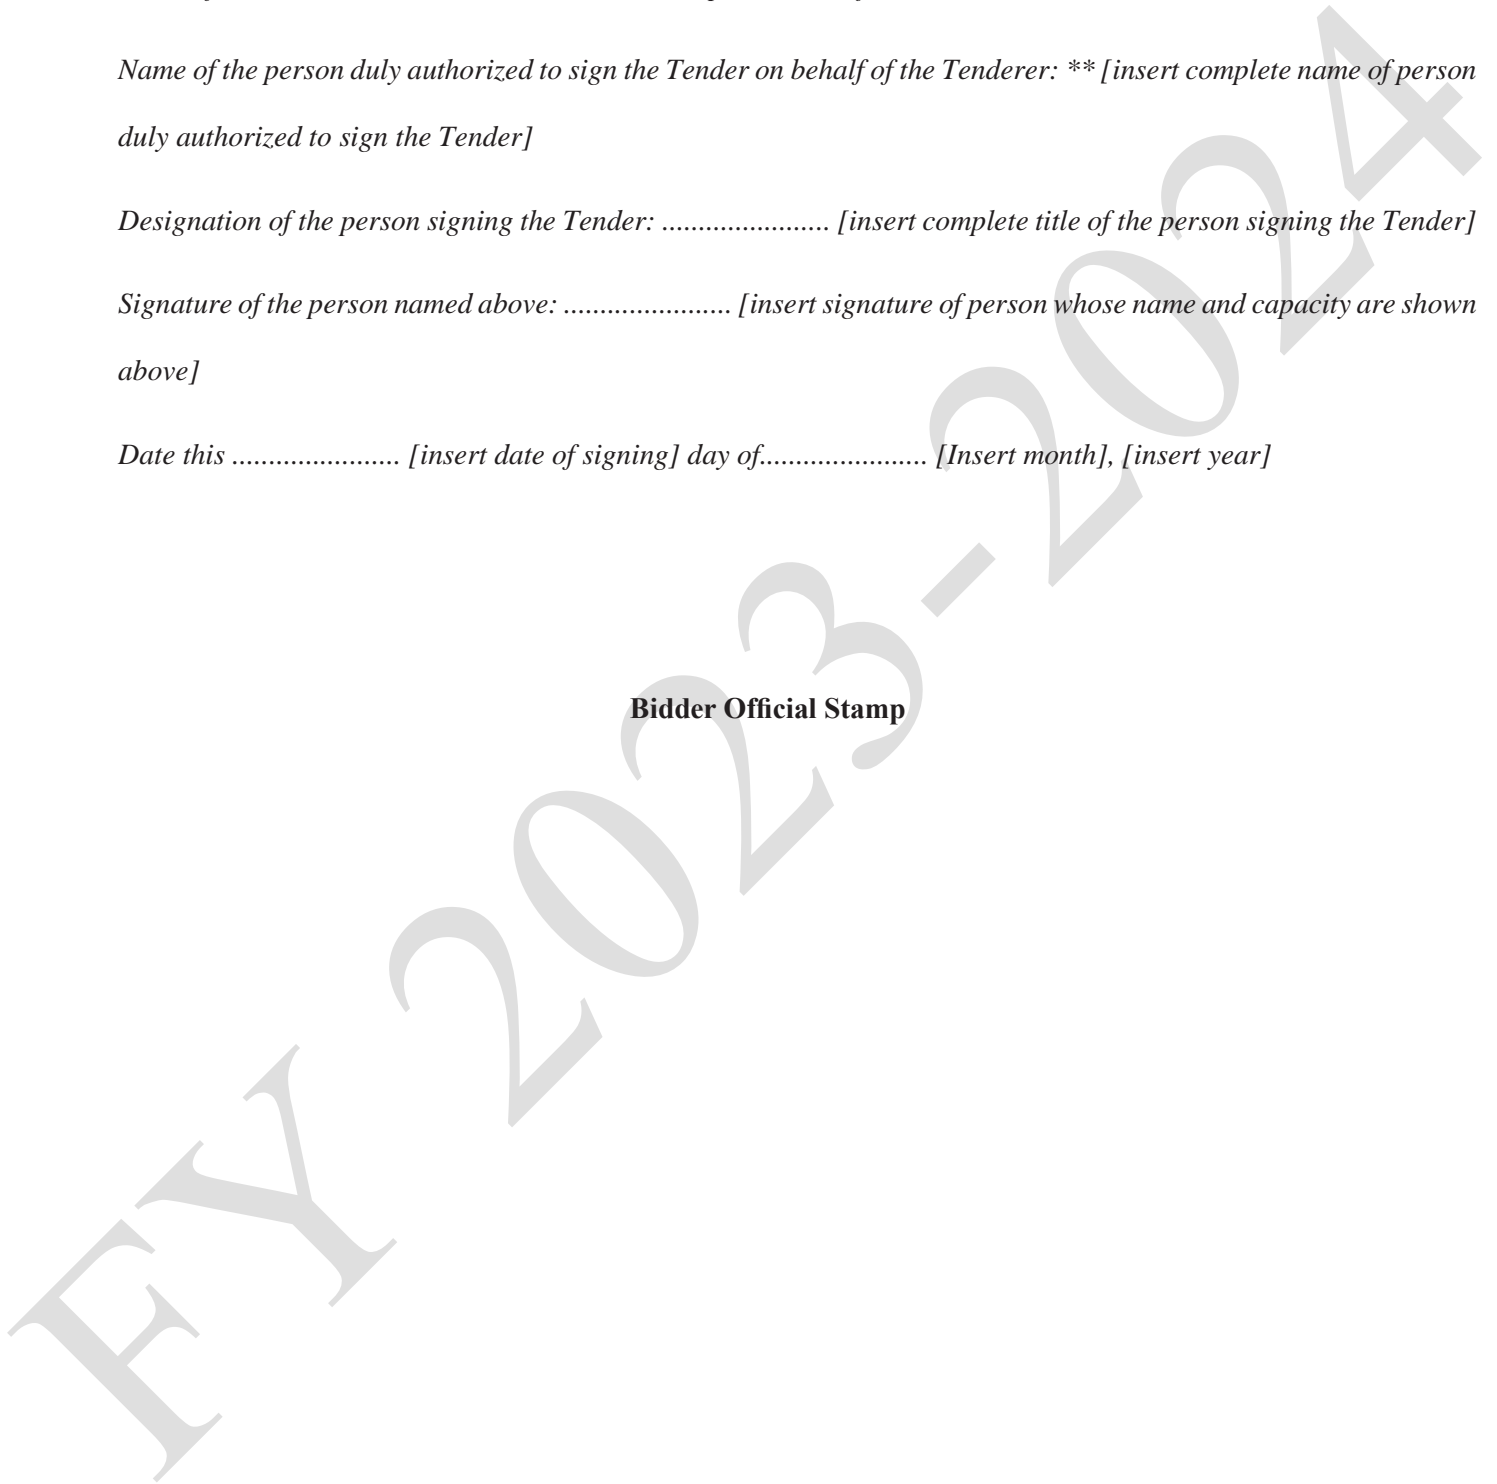 Name of the person duly authorized to sign the Tender on behalf of the Tenderer: ** [insert complete name of person
duly authorized to sign the Tender]
Designation of the person signing the Tender: ....................... [insert complete title of the person signing the Tender]
Signature of the person named above: ....................... [insert signature of person whose name and capacity are shown
above]
Date this ....................... [insert date of signing] day of....................... [Insert month], [insert year]
Bidder Official Stamp
FY 2023-2024